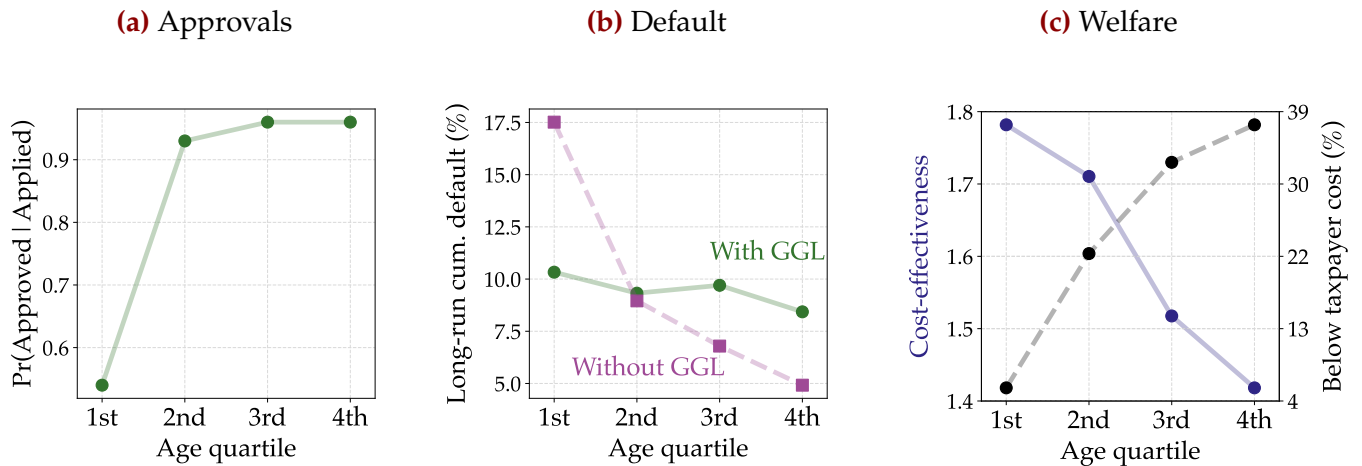 (a) Approvals
Pr(Approved | Applied)
0.9
0.8
0.7
0.6
1st 2nd 3rd 4th
Age quartile
(b) Default
Long-run cum. default (%)
17.5
15.0
12.5
10.0
7.5
5.0
With GGL
Without GGL
1st 2nd 3rd 4th
Age quartile
(c) Welfare
Cost-effectiveness
1.8
1.7
1.6
1.5
1.4
39
30
22
13
4
Below taxpayer cost (%)
1st 2nd 3rd 4th
Age quartile